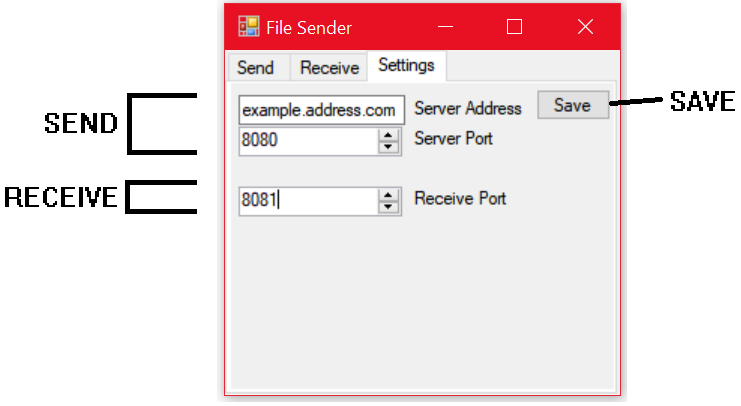 File Sender
Send Receive Settings
SEND
example.address.com Server Address Save
SAVE
8080 Server Port
RECEIVE
8081 Receive Port